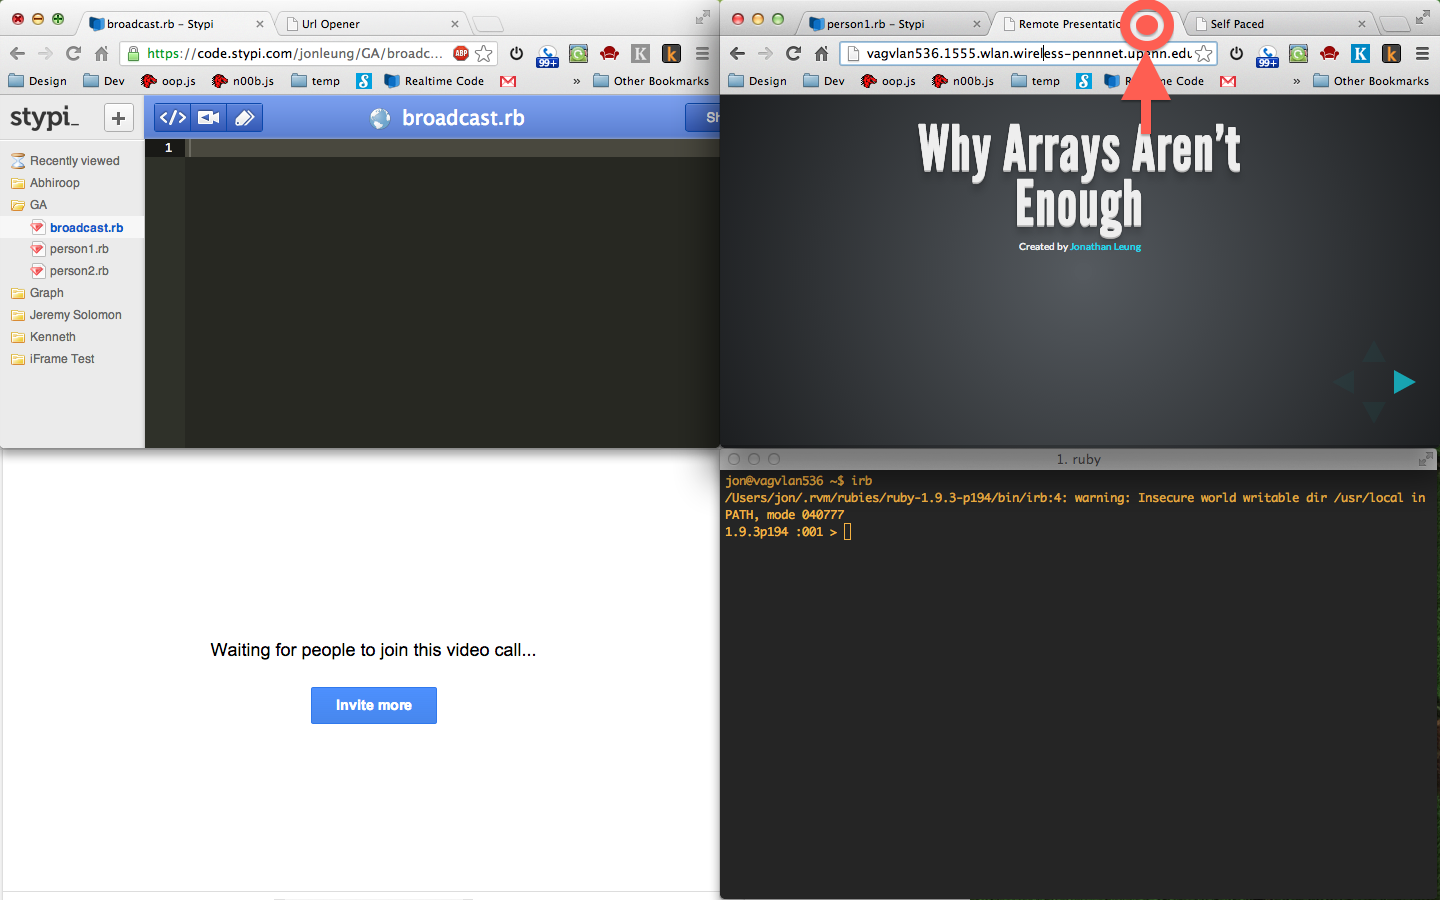 broadcast.rb – Stypi
Url Opener
https://code.stypi.com/jonleung/GA/broadc...
ABP
99+
K
k
Design
Dev
oop.js
n00b.js
temp
S
Realtime Code
»
Other Bookmarks
stypi_
+
</>
broadcast.rb
Sh
Recently viewed
Abhiroop
GA
broadcast.rb
person1.rb
person2.rb
Graph
Jeremy Solomon
Kenneth
iFrame Test
1
Waiting for people to join this video call...
Invite more
person1.rb – Stypi
Remote Presentatio
Self Paced
vagvlan536.1555.wlan.wireless-pennnet.upenn.edu
99+
K
k
Design
Dev
oop.js
n00b.js
temp
S
Realtime Code
»
Other Bookmarks
Why Arrays Aren't
Enough
Created by Jonathan Leung
1. ruby
jon@vagvlan536 ~$ irb
/Users/jon/.rvm/rubies/ruby-1.9.3-p194/bin/irb:4: warning: Insecure world writable dir /usr/local in
PATH, mode 040777
1.9.3p194 :001 >